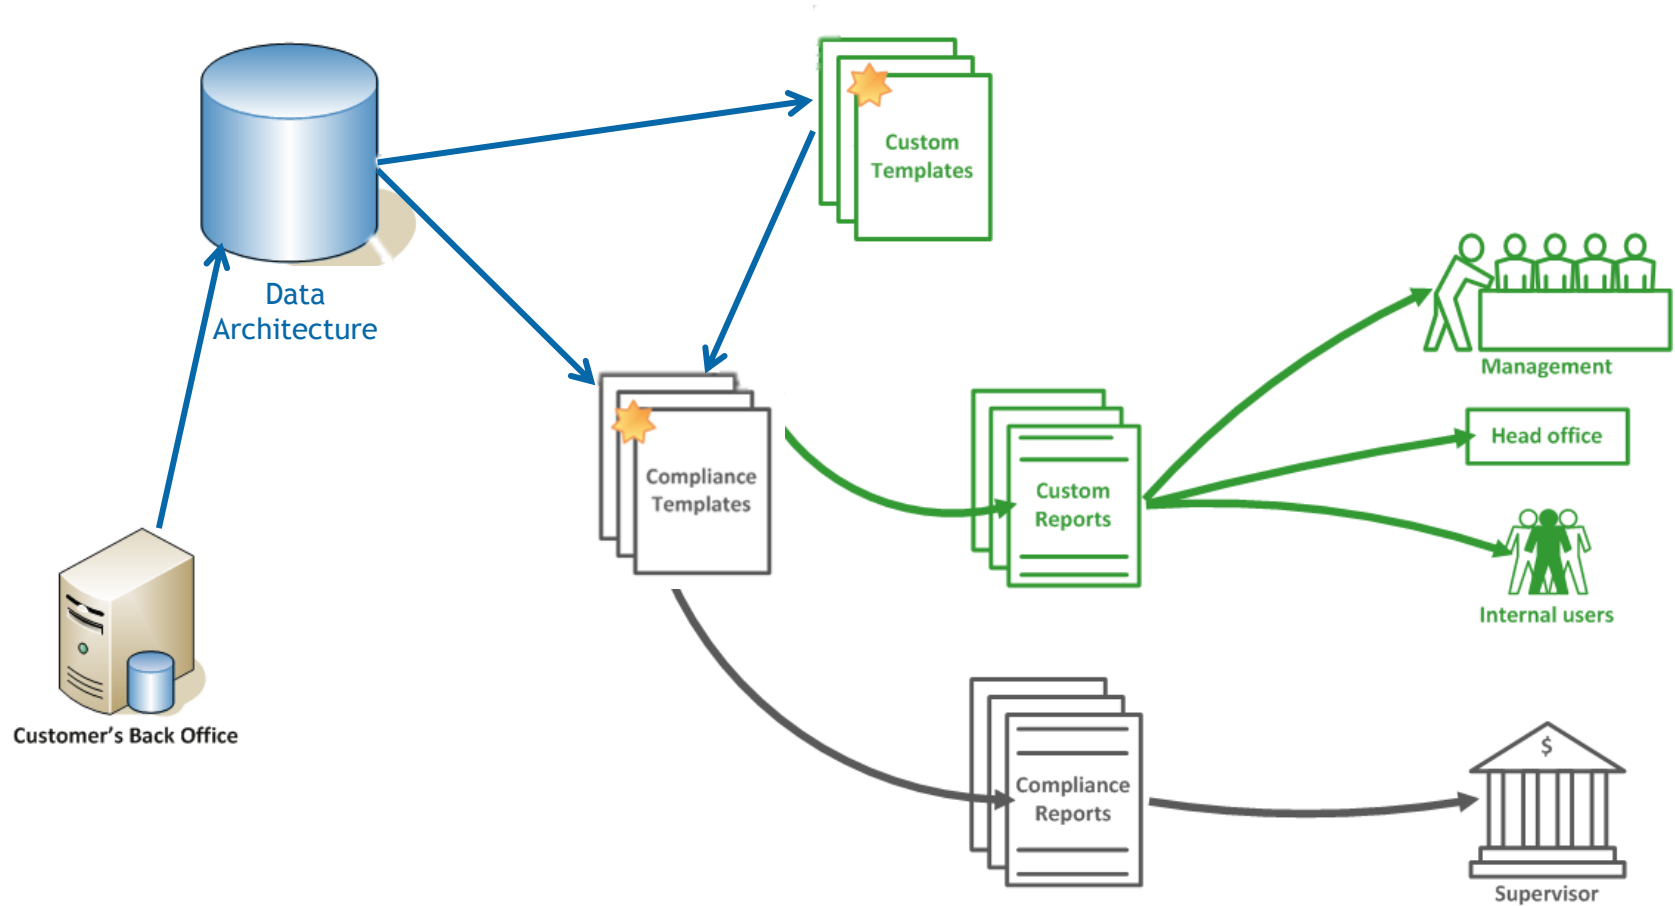 Custom
Templates
Data
Architecture
Management
Head office
Compliance
Templates
Custom
Reports
Internal users
Customer's Back Office
$
Compliance
Reports
Supervisor